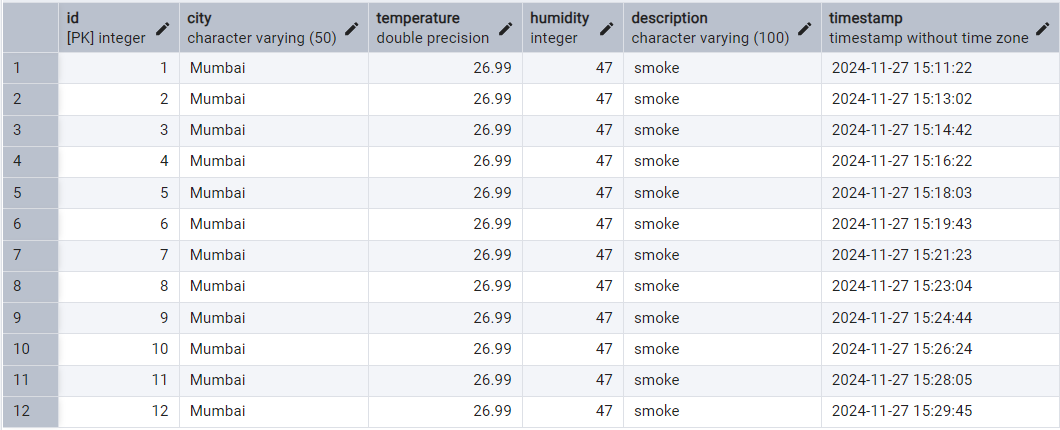 id city temperature humidity description timestamp
[PK] integer character varying (50) double precision integer character varying (100) timestamp without time zone
1 1 Mumbai 26.99 47 smoke 2024-11-27 15:11:22
2 2 Mumbai 26.99 47 smoke 2024-11-27 15:13:02
3 3 Mumbai 26.99 47 smoke 2024-11-27 15:14:42
4 4 Mumbai 26.99 47 smoke 2024-11-27 15:16:22
5 5 Mumbai 26.99 47 smoke 2024-11-27 15:18:03
6 6 Mumbai 26.99 47 smoke 2024-11-27 15:19:43
7 7 Mumbai 26.99 47 smoke 2024-11-27 15:21:23
8 8 Mumbai 26.99 47 smoke 2024-11-27 15:23:04
9 9 Mumbai 26.99 47 smoke 2024-11-27 15:24:44
10 10 Mumbai 26.99 47 smoke 2024-11-27 15:26:24
11 11 Mumbai 26.99 47 smoke 2024-11-27 15:28:05
12 12 Mumbai 26.99 47 smoke 2024-11-27 15:29:45